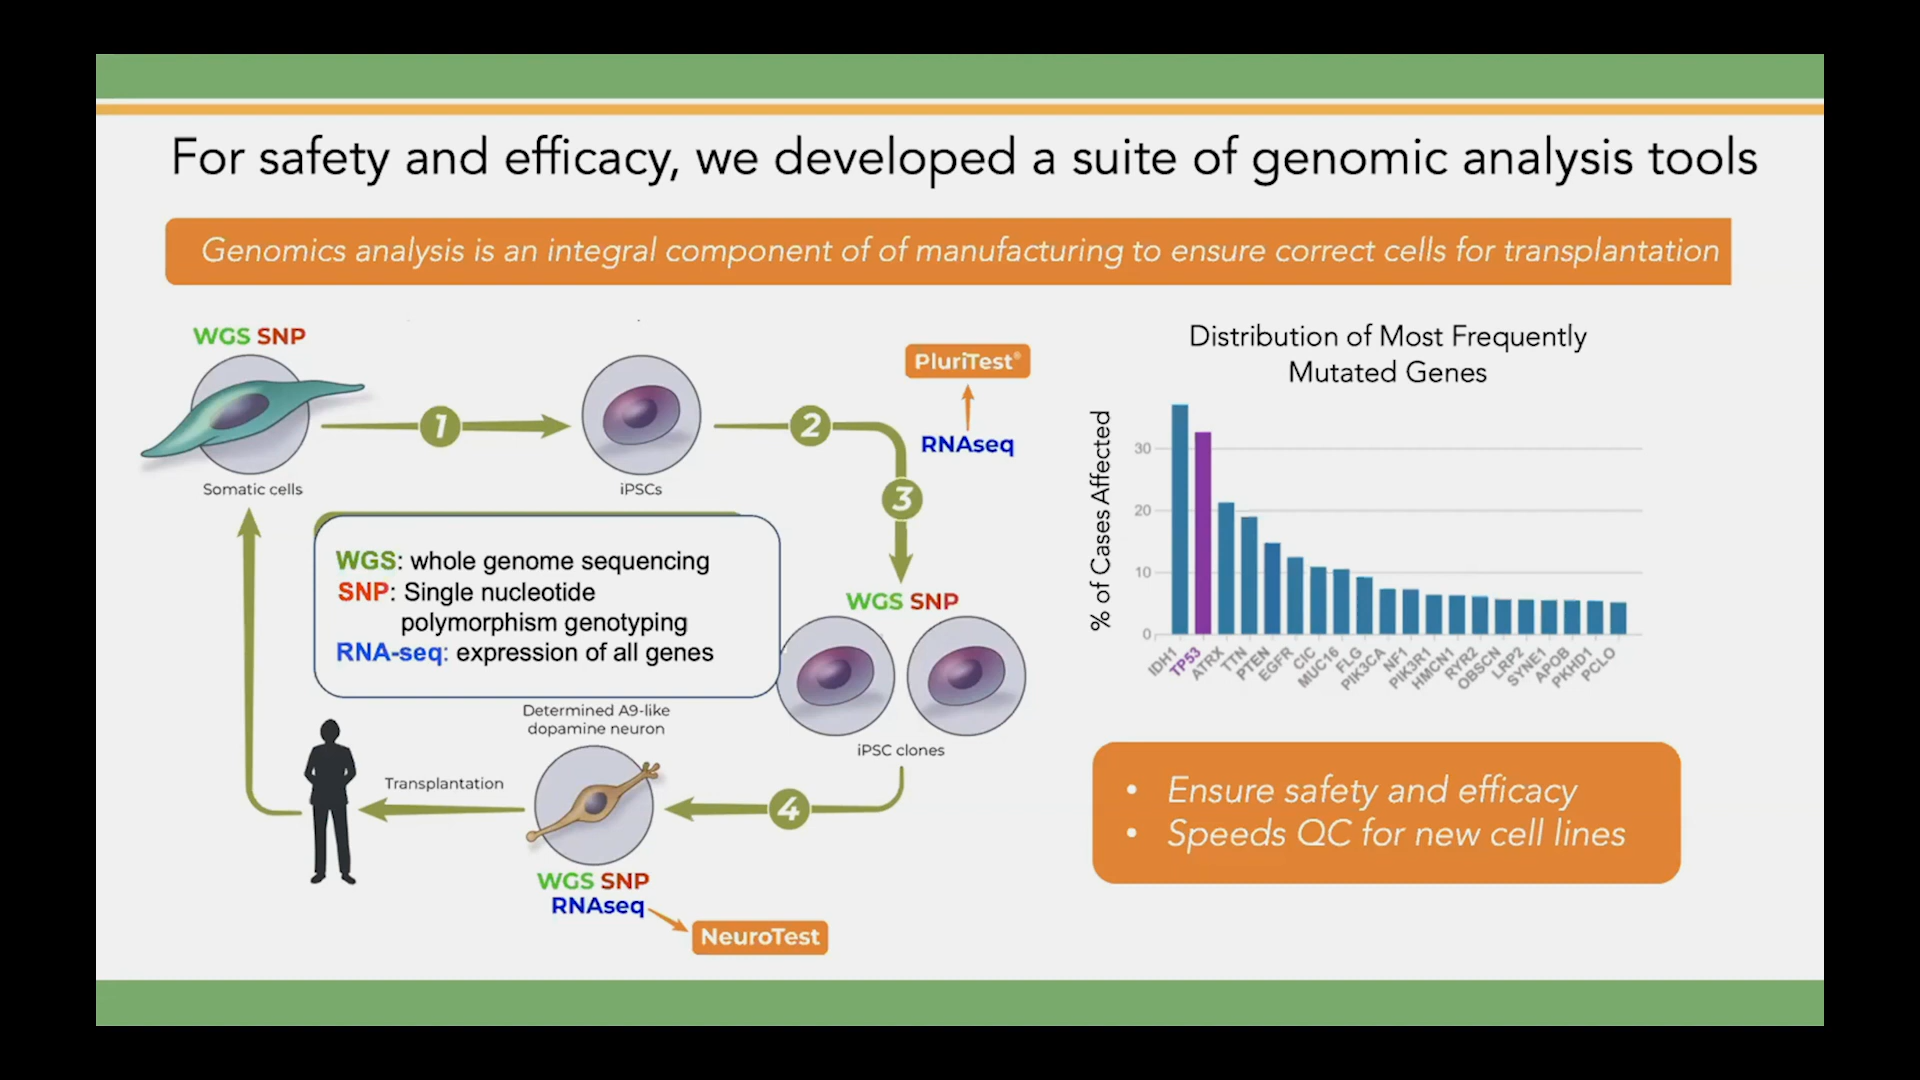 For safety and efficacy, we developed a suite of genomic analysis tools
Genomics analysis is an integral component of of manufacturing to ensure correct cells for transplantation
WGS SNP
Somatic cells
1
iPSCs
2
PluriTest®
RNAseq
3
WGS: whole genome sequencing
SNP: Single nucleotide
polymorphism genotyping
RNA-seq: expression of all genes
WGS SNP
iPSC clones
4
Determined A9-like
dopamine neuron
Transplantation
WGS SNP
RNAseq
NeuroTest
Distribution of Most Frequently
Mutated Genes
% of Cases Affected
30
20
10
0
IDH1
TP53
ATRX
TTN
PTEN
EGFR
CIC
MUC16
FLG
PIK3CA
NF1
PIK3R1
HMCN1
RYR2
OBSCN
LRP2
SYNE1
APOB
PKHD1
PCLO
• Ensure safety and efficacy
• Speeds QC for new cell lines